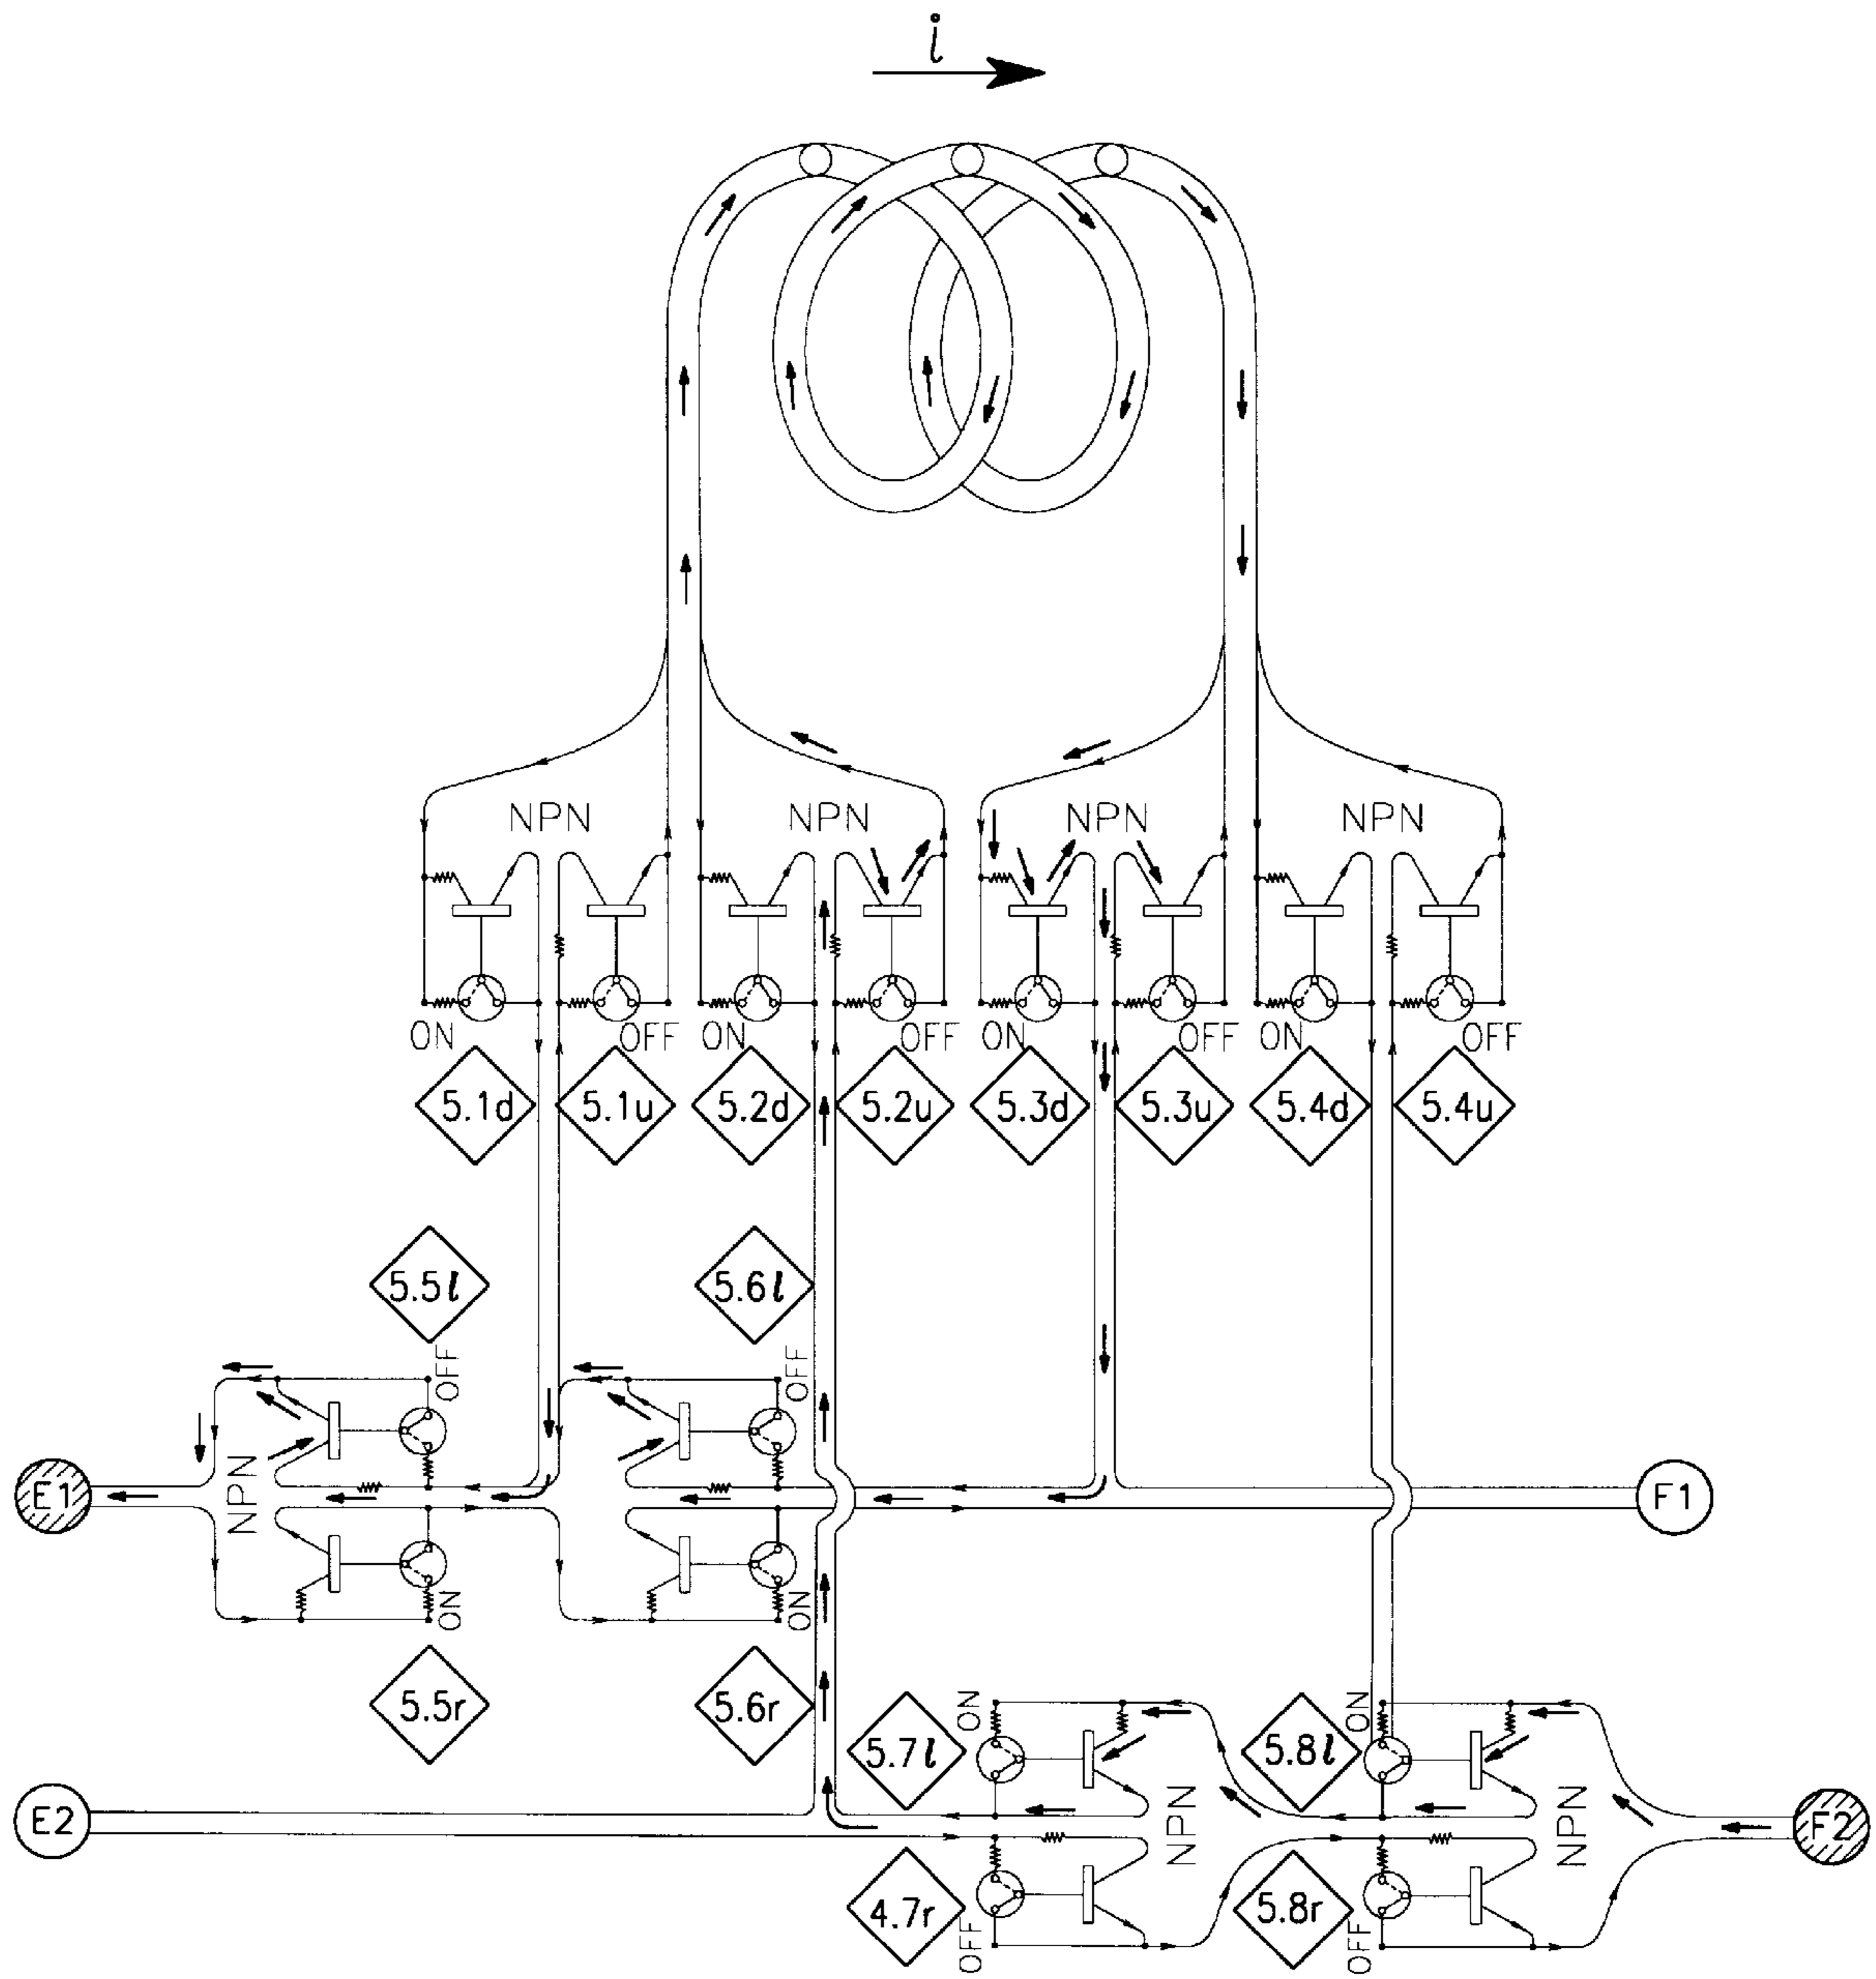 i
NPN NPN NPN NPN
ON OFF ON OFF ON OFF ON OFF
5.1d 5.1u 5.2d 5.2u 5.3d 5.3u 5.4d 5.4u
5.5l 5.6l
OFF OFF
E1 NPN F1
ON ON
5.5r 5.6r
ON ON
5.7l 5.8l
E2 NPN NPN F2
4.7r 5.8r
OFF OFF